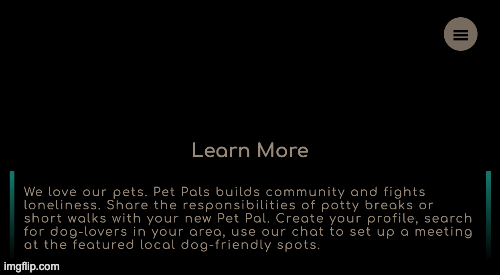 Learn More
We love our pets. Pet Pals builds community and fights
loneliness. Share the responsibilities of potty breaks or
short walks with your new Pet Pal. Create your profile, search
for dog-lovers in your area, use our chat to set up a meeting
at the featured local dog-friendly spots.
imgflip.com